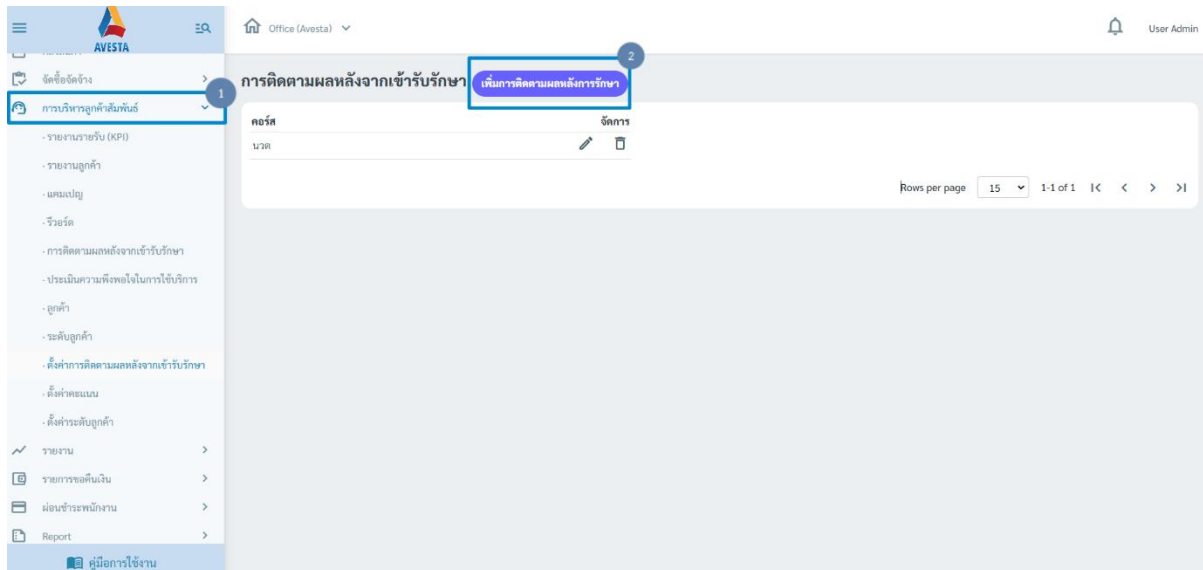 AVESTA
Office (Avesta)
User Admin
จัดซื้อจัดจ้าง
การบริหารลูกค้าสัมพันธ์
1
- รายงานรายรับ (KPI)
- รายงานลูกค้า
- แคมเปญ
- รีวอร์ด
- การติดตามผลหลังจากเข้ารับรักษา
- ประเมินความพึงพอใจในการใช้บริการ
- ลูกค้า
- ระดับลูกค้า
- ตั้งค่าการติดตามผลหลังจากเข้ารับรักษา
- ตั้งค่าคะแนน
- ตั้งค่าระดับลูกค้า
รายงาน
รายการขอคืนเงิน
ผ่อนชำระพนักงาน
Report
คู่มือการใช้งาน
2
การติดตามผลหลังจากเข้ารับรักษา เพิ่มการติดตามผลหลังการรักษา
คอร์ส จัดการ
นวด
Rows per page 15 1-1 of 1